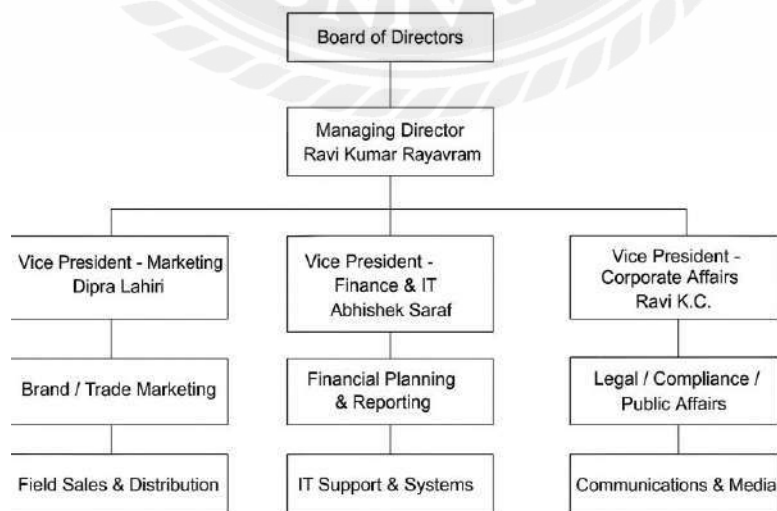 Board of Directors
Managing Director
Ravi Kumar Rayavram
Vice President - Marketing
Dipra Lahiri
Vice President -
Finance & IT
Abhishek Saraf
Vice President -
Corporate Affairs
Ravi K.C.
Brand / Trade Marketing
Financial Planning
& Reporting
Legal / Compliance /
Public Affairs
Field Sales & Distribution
IT Support & Systems
Communications & Media